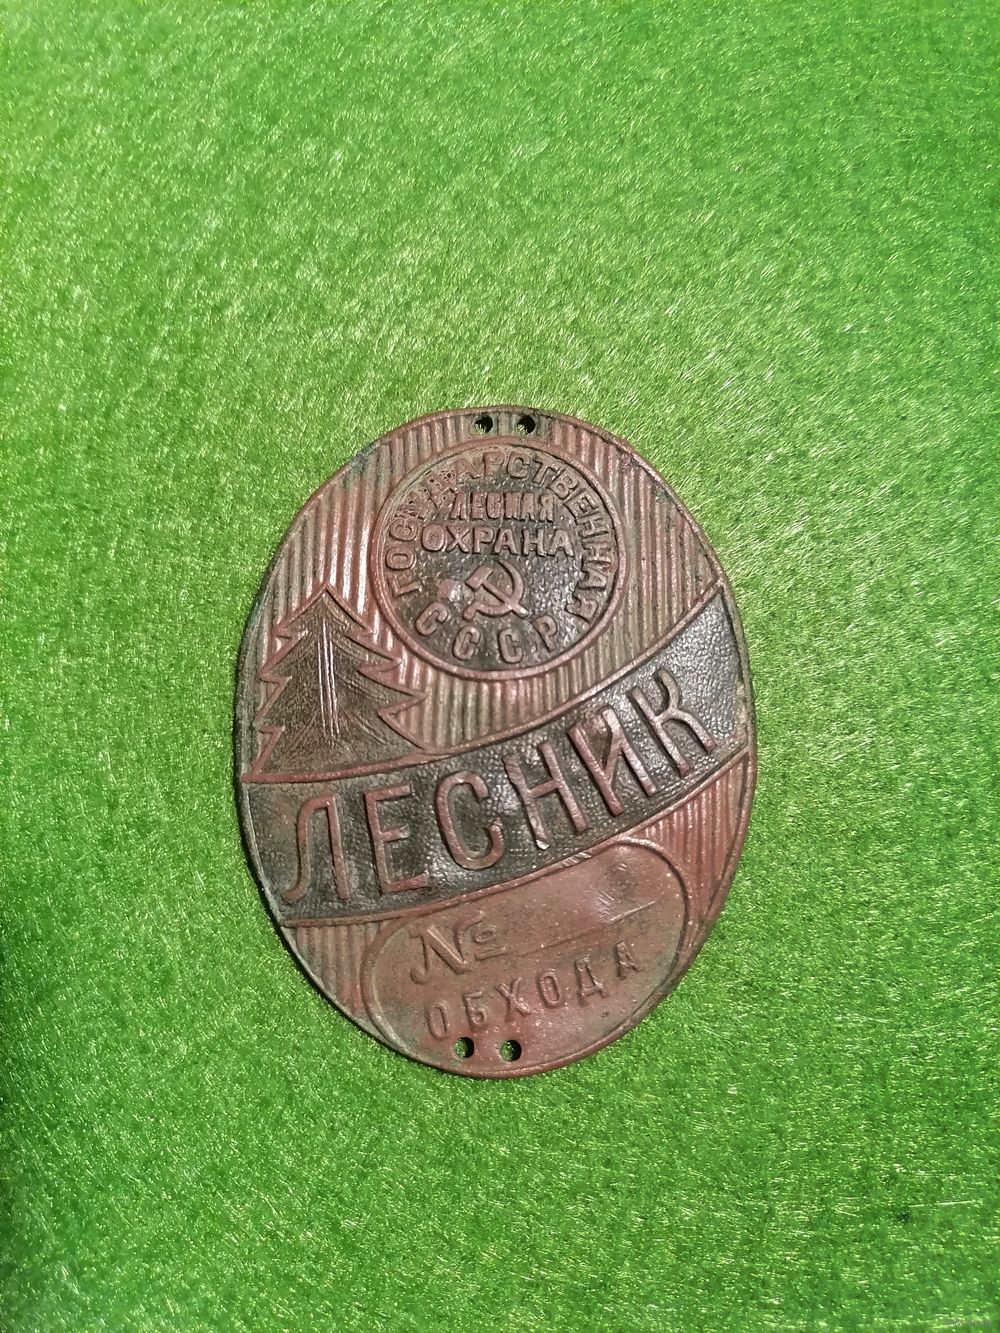 ГОСУДАРСТВЕННАЯ
ЛЕСНАЯ
ОХРАНА
СССР
ЛЕСНИК
№
ОБХОДА